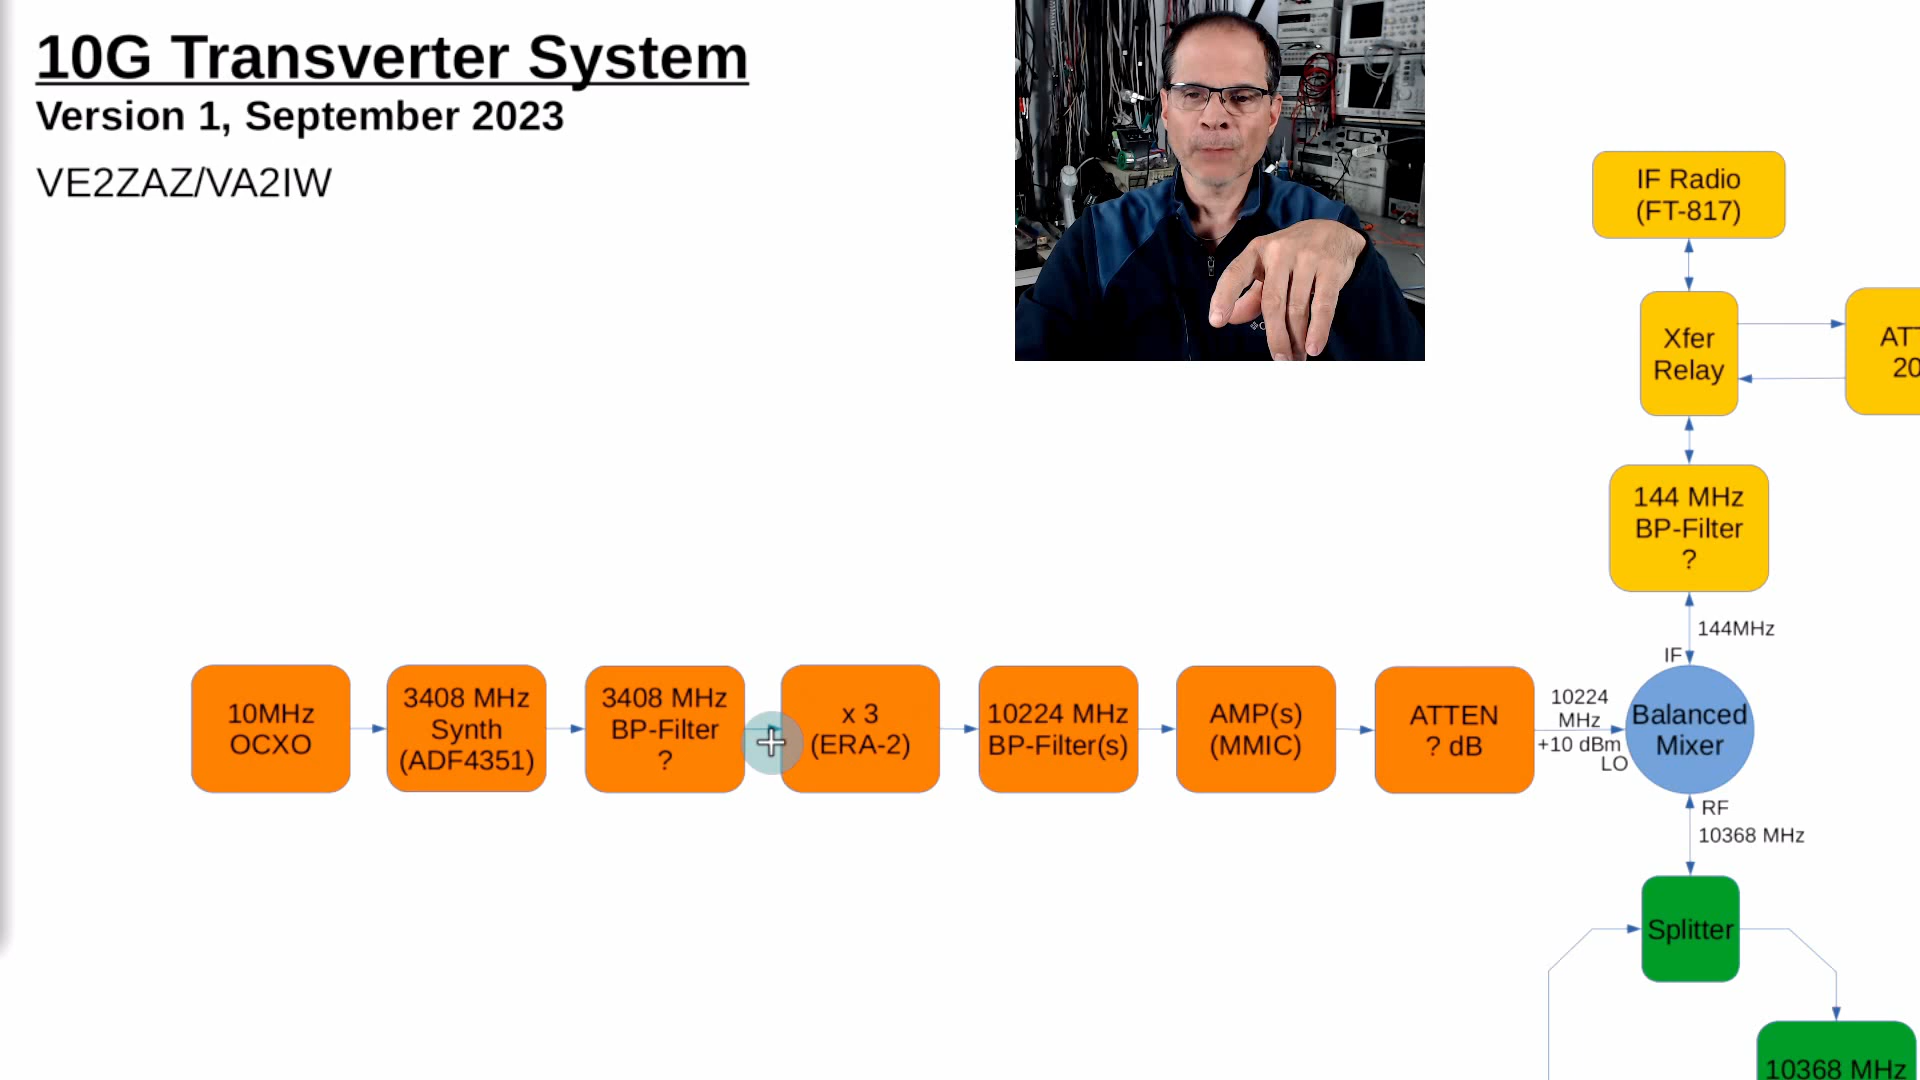 10G Transverter System
Version 1, September 2023
VE2ZAZ/VA2IW
IF Radio
(FT-817)
Xfer
Relay
ATT
20
144 MHz
BP-Filter
?
144MHz
IF
10MHz
OCXO
3408 MHz
Synth
(ADF4351)
3408 MHz
BP-Filter
?
x 3
(ERA-2)
10224 MHz
BP-Filter(s)
AMP(s)
(MMIC)
ATTEN
? dB
10224
MHz
+10 dBm
LO
Balanced
Mixer
RF
10368 MHz
Splitter
10368 MHz